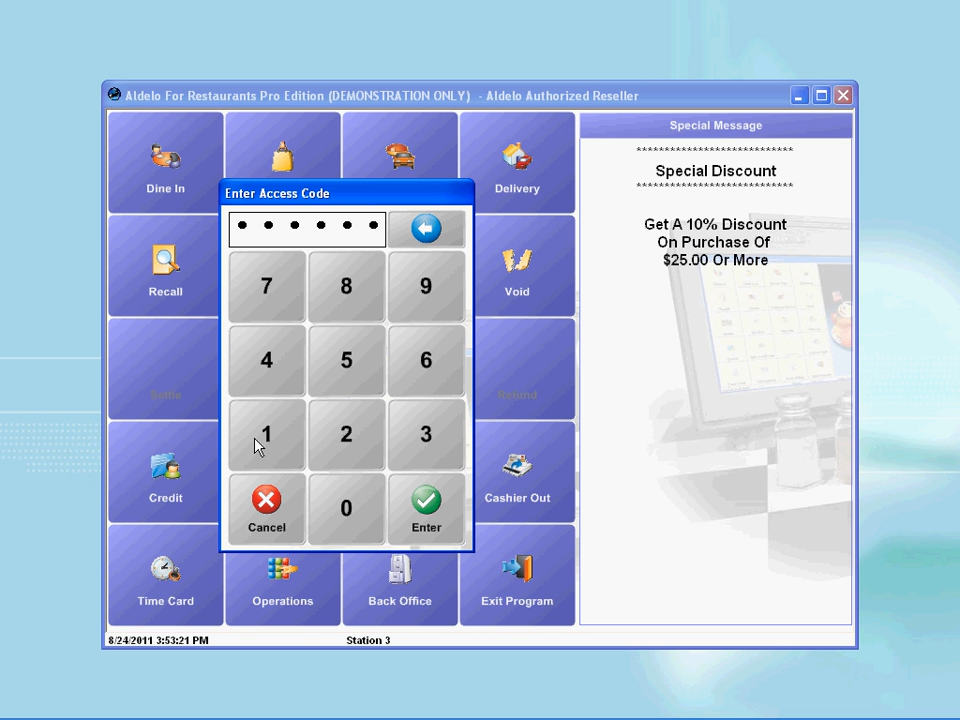 Aldelo For Restaurants Pro Edition (DEMONSTRATION ONLY) - Aldelo Authorized Reseller
Special Message
***************************
Special Discount
***************************
Get A 10% Discount
On Purchase Of
$25.00 Or More
Dine In
Delivery
Enter Access Code
7 8 9
4 5 6
1 2 3
Cancel 0 Enter
Recall
Void
Settle
Refund
Credit
Cashier Out
Time Card
Operations
Back Office
Exit Program
8/24/2011 3:53:21 PM
Station 3